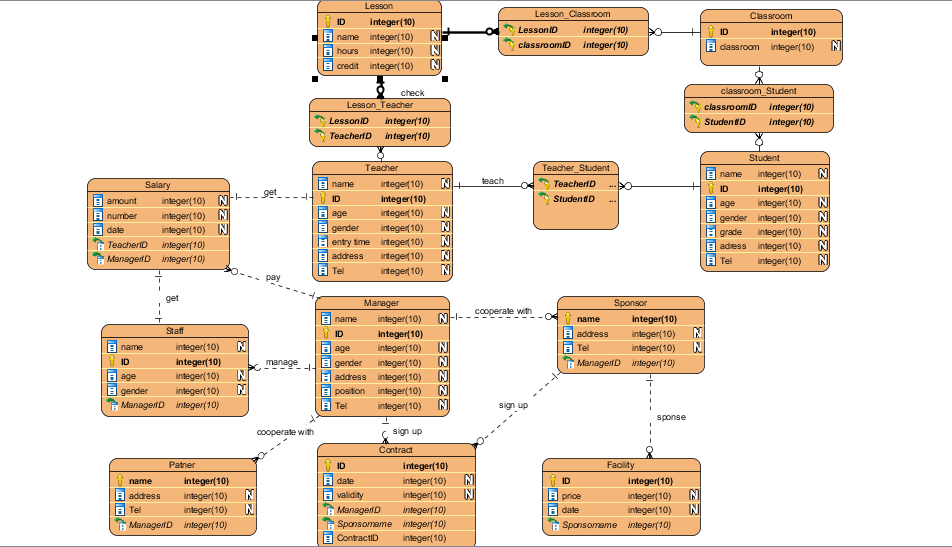 Lesson
ID integer(10)
name integer(10) N
hours integer(10) N
credit integer(10) N
Lesson_Classroom
LessonID integer(10)
classroomID integer(10)
Classroom
ID integer(10)
classroom integer(10) N
check
Lesson_Teacher
LessonID integer(10)
TeacherID integer(10)
classroom_Student
classroomID integer(10)
StudentID integer(10)
Teacher
name integer(10) N
ID integer(10)
age integer(10) N
gender integer(10) N
entry time integer(10) N
address integer(10) N
Tel integer(10) N
teach
Teacher_Student
TeacherID ...
StudentID ...
Student
name integer(10) N
ID integer(10)
age integer(10) N
gender integer(10) N
grade integer(10) N
adress integer(10) N
Tel integer(10) N
Salary
amount integer(10) N
number integer(10) N
date integer(10) N
TeacherID integer(10)
ManagerID integer(10)
get
pay
get
Manager
name integer(10) N
ID integer(10)
age integer(10) N
gender integer(10) N
address integer(10) N
position integer(10) N
Tel integer(10) N
cooperate with
Sponsor
name integer(10)
address integer(10) N
Tel integer(10) N
ManagerID integer(10)
Staff
name integer(10) N
ID integer(10)
age integer(10) N
gender integer(10) N
ManagerID integer(10)
manage
cooperate with
sign up
sign up
sponse
Patner
name integer(10)
address integer(10) N
Tel integer(10) N
ManagerID integer(10)
Contract
ID integer(10)
date integer(10) N
validity integer(10) N
ManagerID integer(10)
Sponsorname integer(10)
ContractID integer(10)
Facility
ID integer(10)
price integer(10) N
date integer(10) N
Sponsorname integer(10)